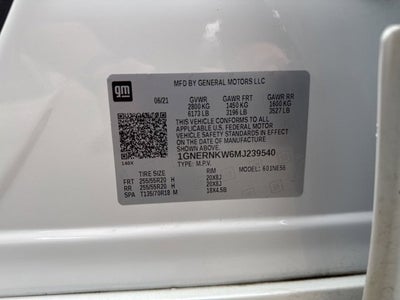 gm
MFD BY GENERAL MOTORS LLC
06/21 GVWR GAWR FRT GAWR RR
2800 KG 1450 KG 1600 KG
6173 LB 3196 LB 3527 LB
THIS VEHICLE CONFORMS TO ALL
APPLICABLE U.S. FEDERAL MOTOR
VEHICLE SAFETY STANDARDS IN
EFFECT ON THE DATE OF
MANUFACTURE SHOWN ABOVE.
1GNERNKW6MJ239540
TYPE: M.P.V.
TIRE SIZE RIM MODEL:
FRT 255/55R20 H 20X8J
RR 255/55R20 H 20X8J
SPA T135/70R18 M 18X4.5B